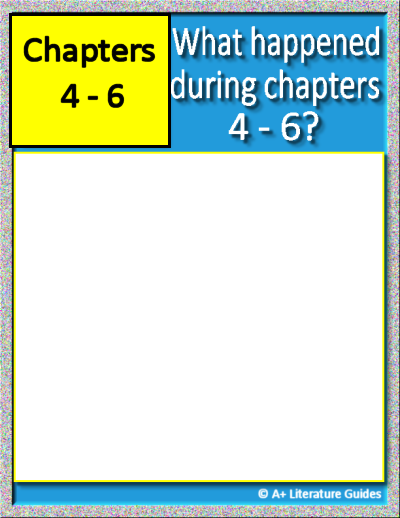 Chapters
4 - 6
What happened
during chapters
4 - 6?
© A+ Literature Guides